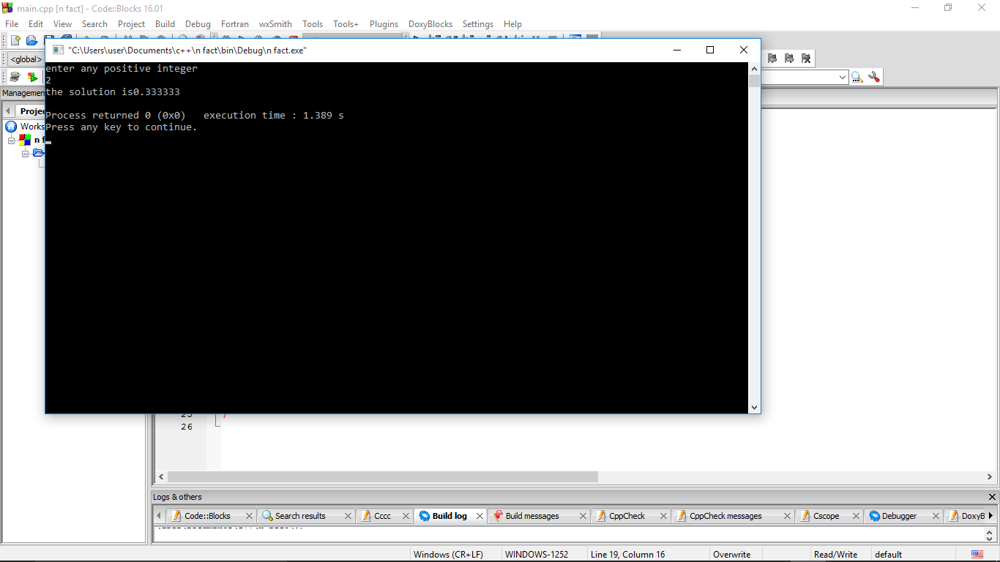 main.cpp [n fact] - Code::Blocks 16.01
File Edit View Search Project Build Debug Fortran wxSmith Tools Tools+ Plugins DoxyBlocks Settings Help
<global>
"C:\Users\user\Documents\c++\n fact\bin\Debug\n fact.exe"
enter any positive integer
2
the solution is0.333333
Process returned 0 (0x0)   execution time : 1.389 s
Press any key to continue.
Management
Projec
Works
n f
25
26
Logs & others
Code::Blocks Search results Cccc Build log Build messages CppCheck CppCheck messages Cscope Debugger DoxyB
Windows (CR+LF) WINDOWS-1252 Line 19, Column 16 Overwrite Read/Write default